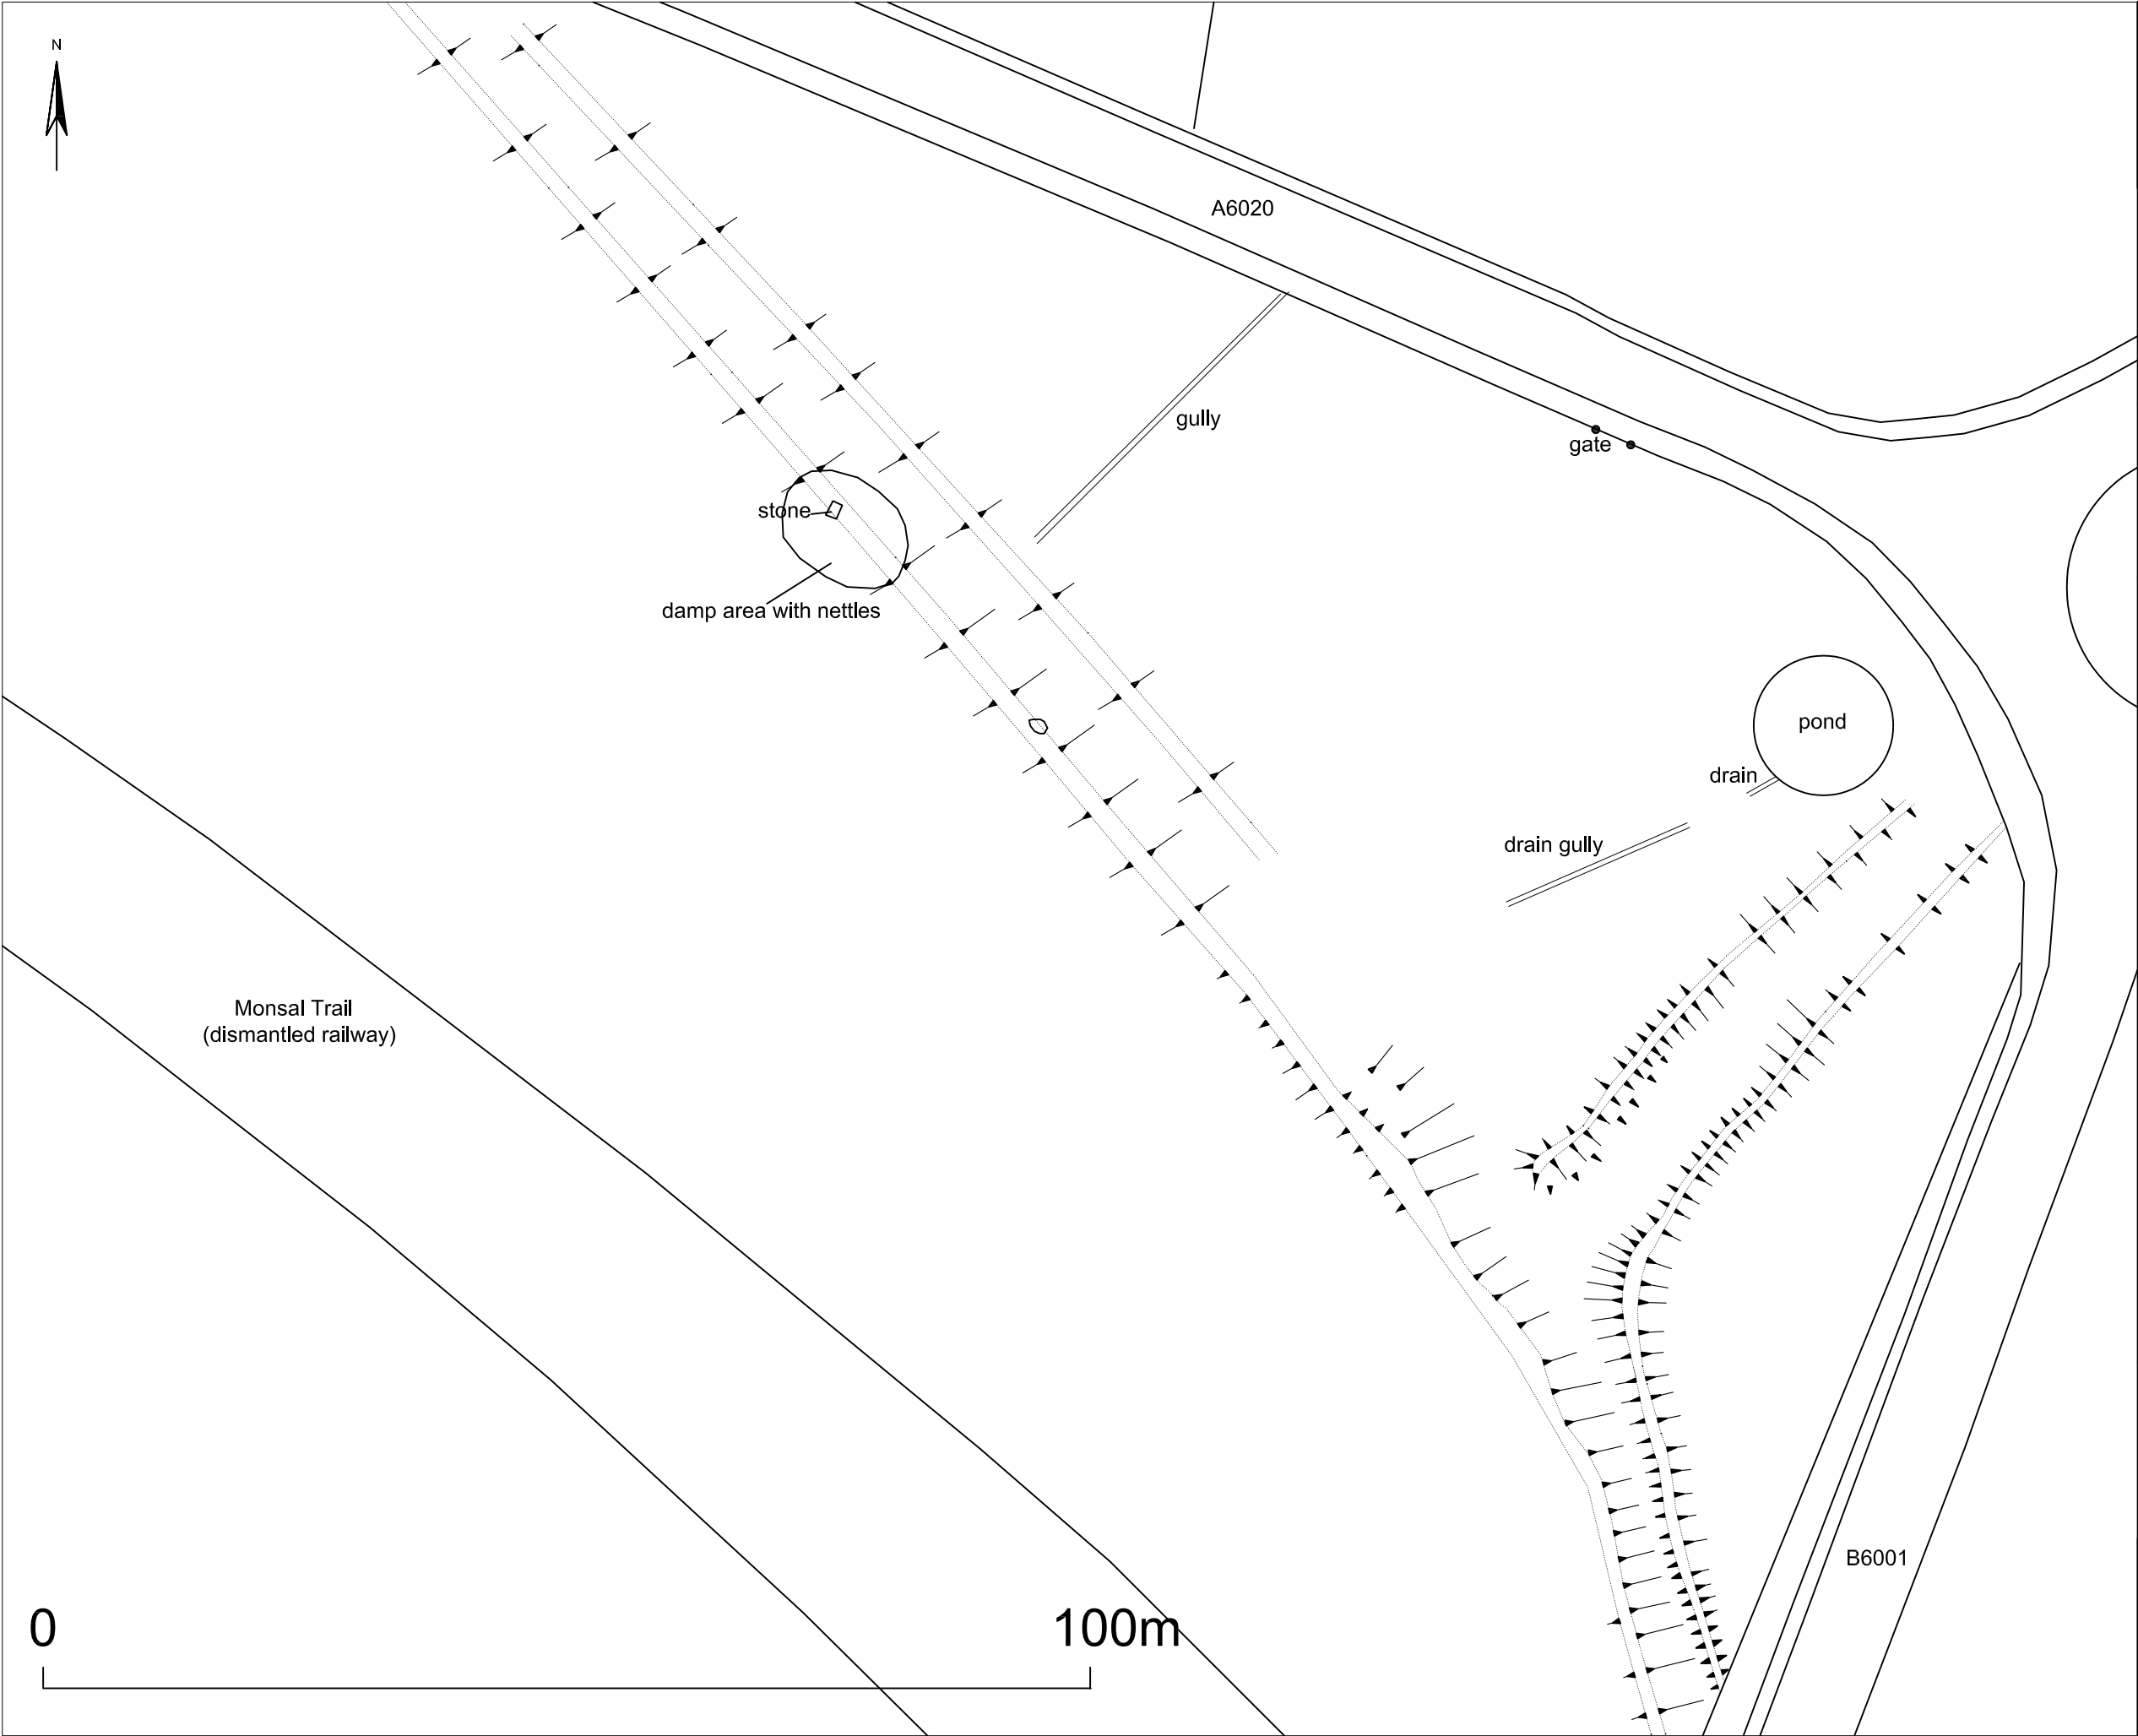 N
A6020
gully
gate
stone
damp area with nettles
pond
drain
drain gully
Monsal Trail
(dismantled railway)
B6001
0
100m